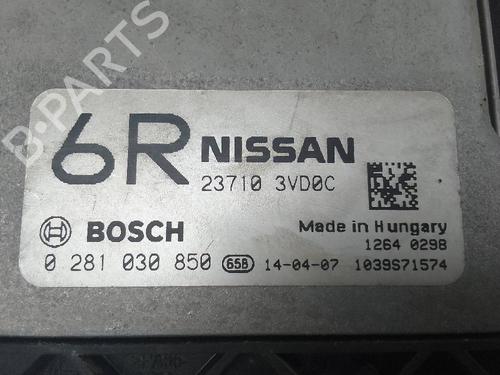 B-PARTS
6R NISSAN
23710 3VD0C
BOSCH
Made in Hungary
1264 0298
0 281 030 850 658 14-04-07 1039S71574